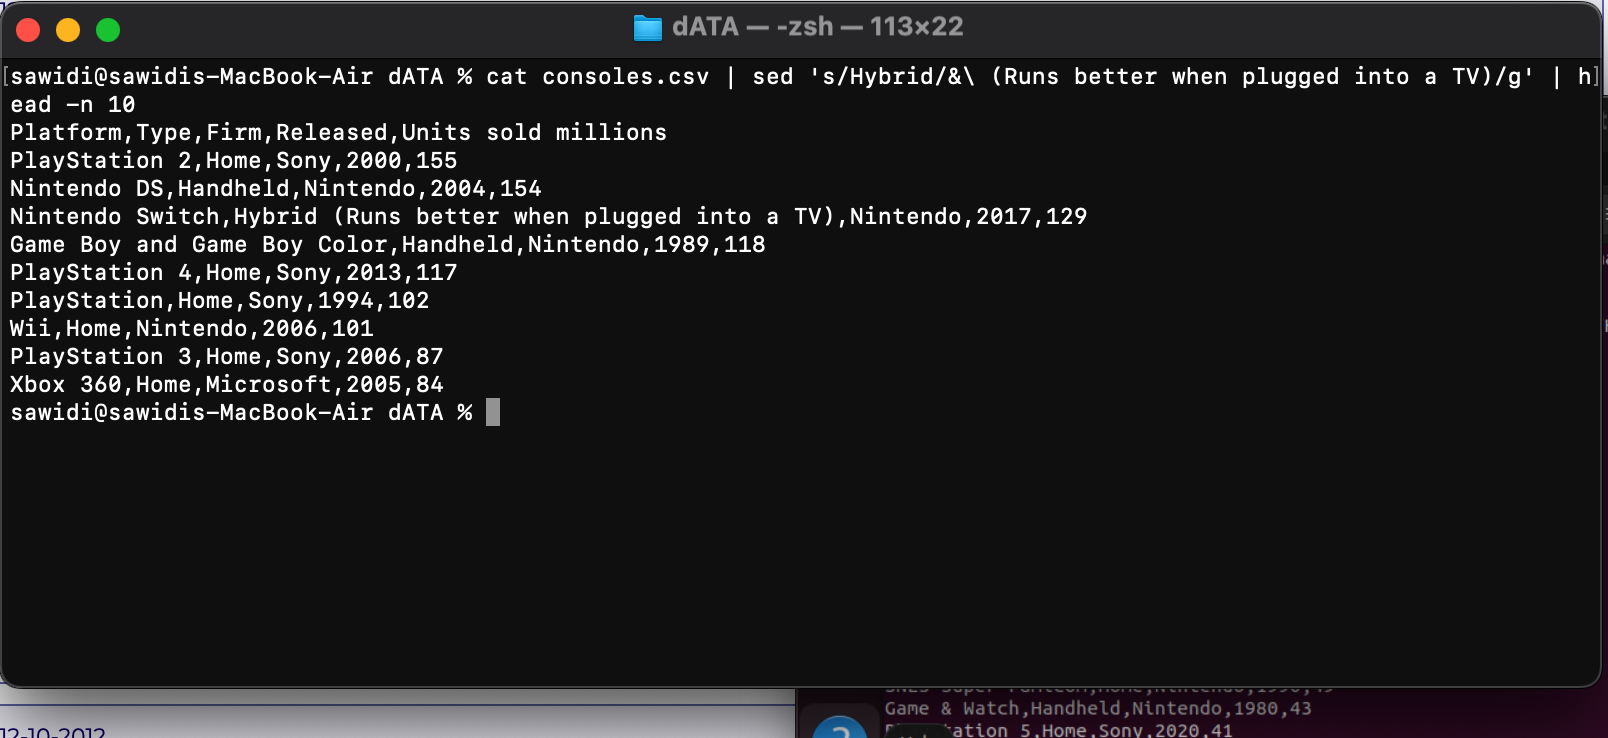 dATA — -zsh — 113×22
[sawidi@sawidis-MacBook-Air dATA % cat consoles.csv | sed 's/Hybrid/&\ (Runs better when plugged into a TV)/g' | h]
ead -n 10
Platform,Type,Firm,Released,Units sold millions
PlayStation 2,Home,Sony,2000,155
Nintendo DS,Handheld,Nintendo,2004,154
Nintendo Switch,Hybrid (Runs better when plugged into a TV),Nintendo,2017,129
Game Boy and Game Boy Color,Handheld,Nintendo,1989,118
PlayStation 4,Home,Sony,2013,117
PlayStation,Home,Sony,1994,102
Wii,Home,Nintendo,2006,101
PlayStation 3,Home,Sony,2006,87
Xbox 360,Home,Microsoft,2005,84
sawidi@sawidis-MacBook-Air dATA %
Game & Watch,Handheld,Nintendo,1980,43
5,Home,Sony,2020,41
12-10-2012